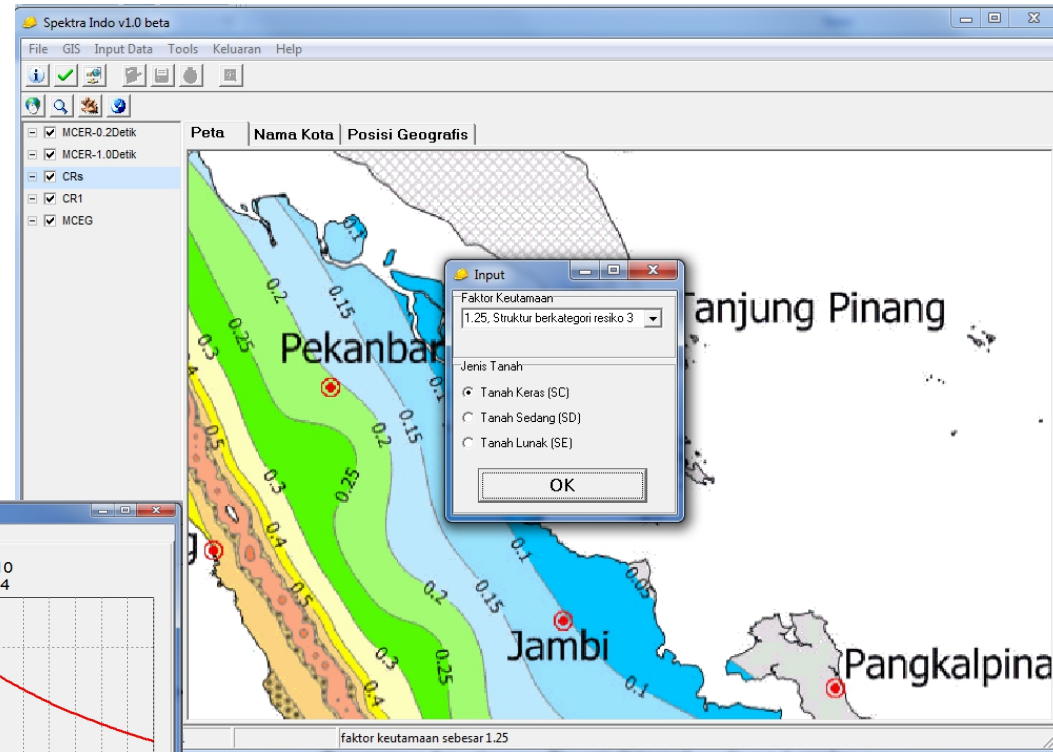 Spektra Indo v1.0 beta
File GIS Input Data Tools Keluaran Help
MCER-0.2Detik
MCER-1.0Detik
CRs
CR1
MCEG
Peta Nama Kota Posisi Geografis
0.1
0.2
0.15
0.25
0.3
Pekanbar
0.1
0.15
0.2
0.5
0.3
0.25
0.4
0.5
0.2
0.15
0.1
0.05
0.3
0.25
0.4
0.1
Tanjung Pinang
Jambi
Pangkalpina
Input
Faktor Keutamaan
1.25, Struktur berkategori resiko 3
Jenis Tanah
Tanah Keras (SC)
Tanah Sedang (SD)
Tanah Lunak (SE)
OK
faktor keutamaan sebesar 1.25